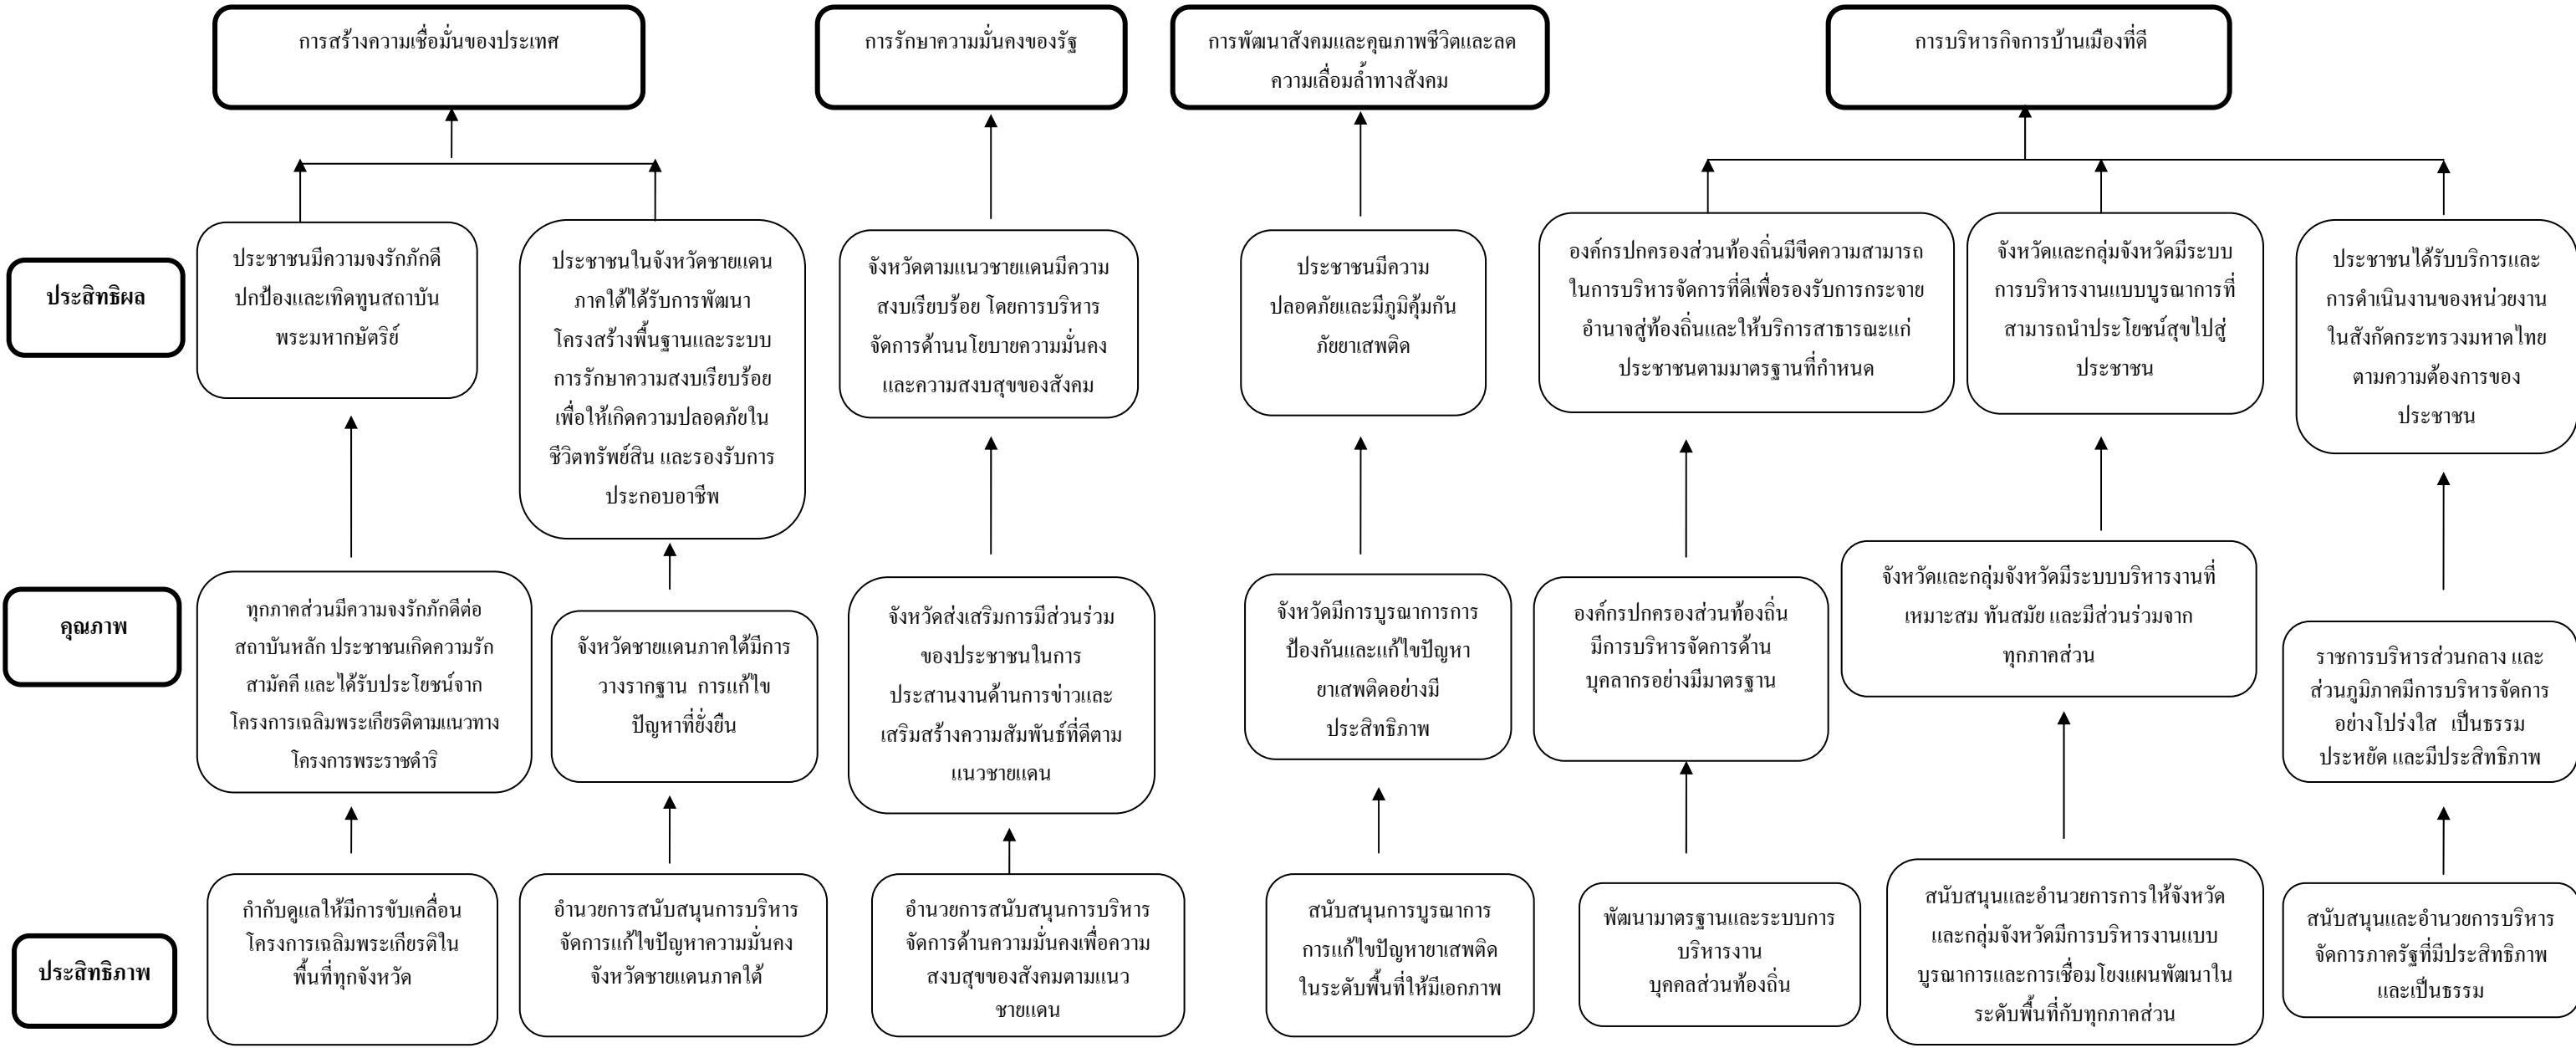 การสร้างความเชื่อมั่นของประเทศ
การรักษาความมั่นคงของรัฐ
การพัฒนาสังคมและคุณภาพชีวิตและลด
ความเลื่อมล้ำทางสังคม
การบริหารกิจการบ้านเมืองที่ดี
ประสิทธิผล
ประชาชนมีความจงรักภักดี
ปกป้องและเทิดทูนสถาบัน
พระมหากษัตริย์
ประชาชนในจังหวัดชายแดน
ภาคใต้ได้รับการพัฒนา
โครงสร้างพื้นฐานและระบบ
การรักษาความสงบเรียบร้อย
เพื่อให้เกิดความปลอดภัยใน
ชีวิตทรัพย์สิน และรองรับการ
ประกอบอาชีพ
จังหวัดตามแนวชายแดนมีความ
สงบเรียบร้อย โดยการบริหาร
จัดการด้านนโยบายความมั่นคง
และความสงบสุขของสังคม
ประชาชนมีความ
ปลอดภัยและมีภูมิคุ้มกัน
ภัยยาเสพติด
องค์กรปกครองส่วนท้องถิ่นมีขีดความสามารถ
ในการบริหารจัดการที่ดีเพื่อรองรับการกระจาย
อำนาจสู่ท้องถิ่นและให้บริการสาธารณะแก่
ประชาชนตามมาตรฐานที่กำหนด
จังหวัดและกลุ่มจังหวัดมีระบบ
การบริหารงานแบบบูรณาการที่
สามารถนำประโยชน์สุขไปสู่
ประชาชน
ประชาชนได้รับบริการและ
การดำเนินงานของหน่วยงาน
ในสังกัดกระทรวงมหาดไทย
ตามความต้องการของ
ประชาชน
คุณภาพ
ทุกภาคส่วนมีความจงรักภักดีต่อ
สถาบันหลัก ประชาชนเกิดความรัก
สามัคคี และได้รับประโยชน์จาก
โครงการเฉลิมพระเกียรติตามแนวทาง
โครงการพระราชดำริ
จังหวัดชายแดนภาคใต้มีการ
วางรากฐาน การแก้ไข
ปัญหาที่ยั่งยืน
จังหวัดส่งเสริมการมีส่วนร่วม
ของประชาชนในการ
ประสานงานด้านการข่าวและ
เสริมสร้างความสัมพันธ์ที่ดีตาม
แนวชายแดน
จังหวัดมีการบูรณาการการ
ป้องกันและแก้ไขปัญหา
ยาเสพติดอย่างมี
ประสิทธิภาพ
องค์กรปกครองส่วนท้องถิ่น
มีการบริหารจัดการด้าน
บุคลากรอย่างมีมาตรฐาน
จังหวัดและกลุ่มจังหวัดมีระบบบริหารงานที่
เหมาะสม ทันสมัย และมีส่วนร่วมจาก
ทุกภาคส่วน
ราชการบริหารส่วนกลาง และ
ส่วนภูมิภาคมีการบริหารจัดการ
อย่างโปร่งใส เป็นธรรม
ประหยัด และมีประสิทธิภาพ
ประสิทธิภาพ
กำกับดูแลให้มีการขับเคลื่อน
โครงการเฉลิมพระเกียรติใน
พื้นที่ทุกจังหวัด
อำนวยการสนับสนุนการบริหาร
จัดการแก้ไขปัญหาความมั่นคง
จังหวัดชายแดนภาคใต้
อำนวยการสนับสนุนการบริหาร
จัดการด้านความมั่นคงเพื่อความ
สงบสุขของสังคมตามแนว
ชายแดน
สนับสนุนการบูรณาการ
การแก้ไขปัญหายาเสพติด
ในระดับพื้นที่ให้มีเอกภาพ
พัฒนามาตรฐานและระบบการ
บริหารงาน
บุคคลส่วนท้องถิ่น
สนับสนุนและอำนวยการการให้จังหวัด
และกลุ่มจังหวัดมีการบริหารงานแบบ
บูรณาการและการเชื่อมโยงแผนพัฒนาใน
ระดับพื้นที่กับทุกภาคส่วน
สนับสนุนและอำนวยการบริหาร
จัดการภาครัฐที่มีประสิทธิภาพ
และเป็นธรรม